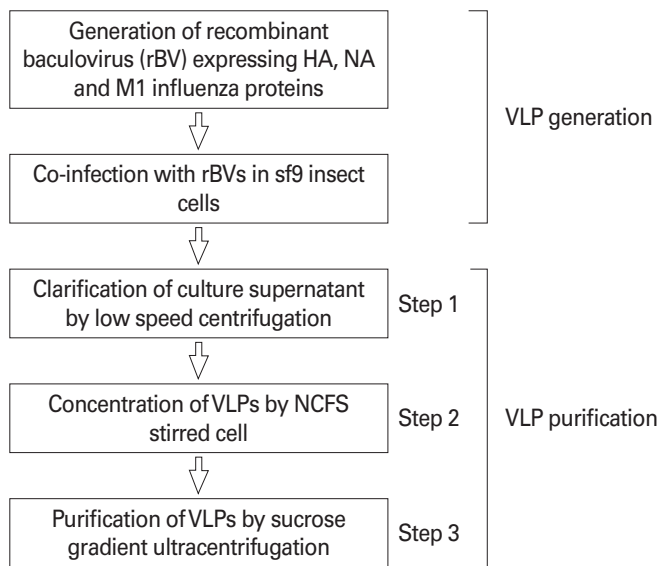 Generation of recombinant
baculovirus (rBV) expressing HA, NA
and M1 influenza proteins
VLP generation
Co-infection with rBVs in sf9 insect
cells
Clarification of culture supernatant
by low speed centrifugation
Step 1
Concentration of VLPs by NCFS
stirred cell
Step 2
VLP purification
Purification of VLPs by sucrose
gradient ultracentrifugation
Step 3